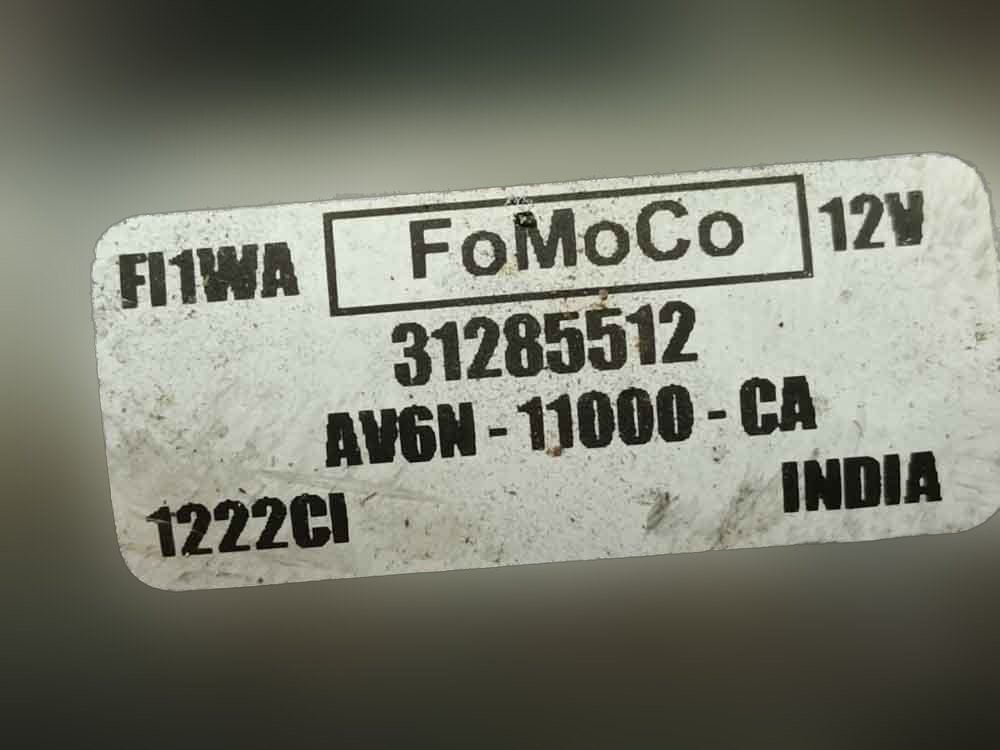 FI1WA FoMoCo 12V
31285512
AV6N - 11000 - CA
INDIA
1222CI